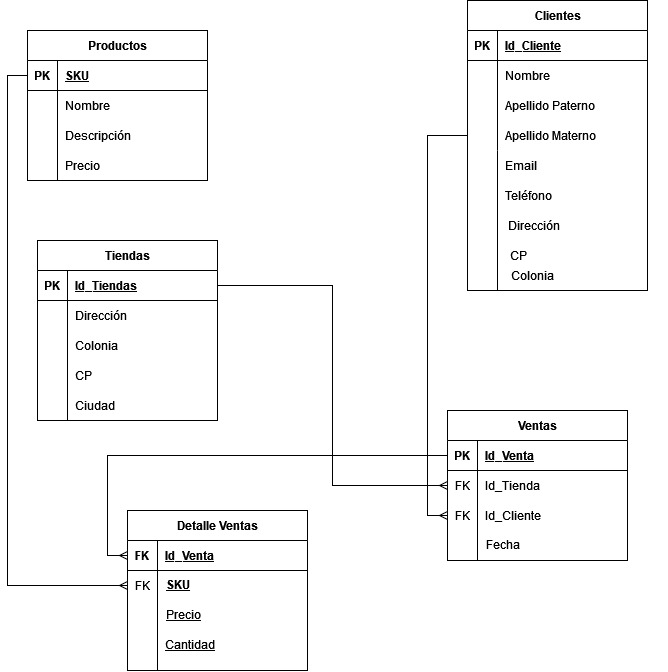 Productos
PK SKU
Nombre
Descripción
Precio
Clientes
PK Id_Cliente
Nombre
Apellido Paterno
Apellido Materno
Email
Teléfono
Dirección
CP
Colonia
Tiendas
PK Id_Tiendas
Dirección
Colonia
CP
Ciudad
Ventas
PK Id_Venta
FK Id_Tienda
FK Id_Cliente
Fecha
Detalle Ventas
FK Id_Venta
FK SKU
Precio
Cantidad